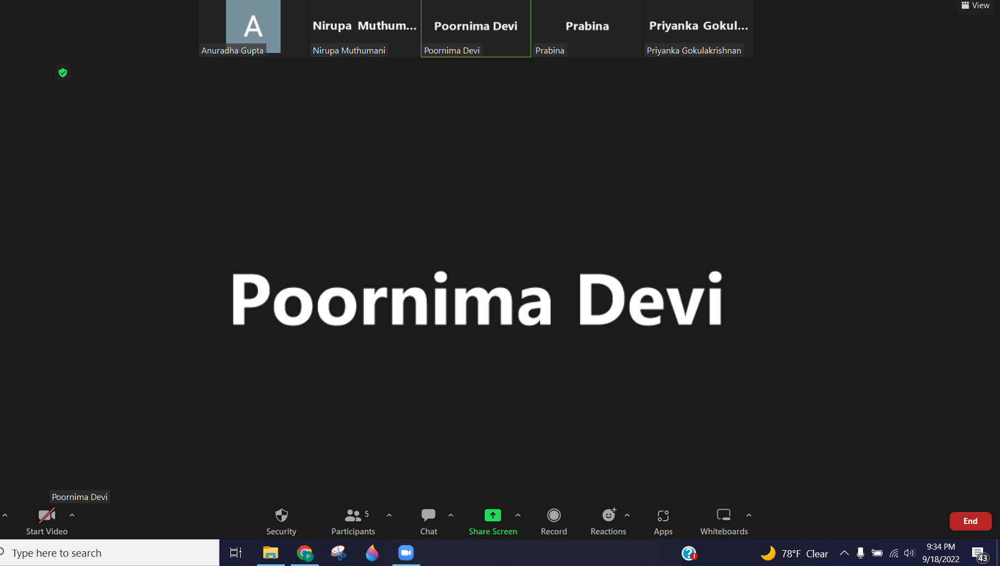 View
A
Nirupa Muthum...
Poornima Devi
Prabina
Priyanka Gokul...
Anuradha Gupta
Nirupa Muthumani
Poornima Devi
Prabina
Priyanka Gokulakrishnan
Poornima Devi
Poornima Devi
5
Start Video
Security
Participants
Chat
Share Screen
Record
Reactions
Apps
Whiteboards
End
Type here to search
P
78°F Clear
9:34 PM
9/18/2022
43